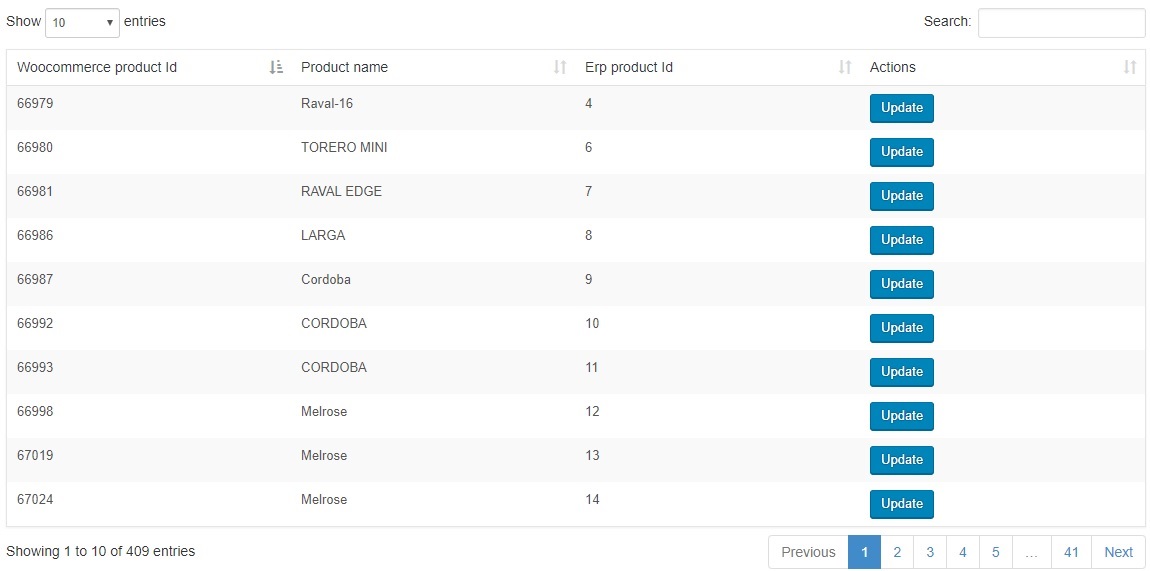 Show 10 entries Search:
Woocommerce product Id Product name Erp product Id Actions
66979 Raval-16 4 Update
66980 TORERO MINI 6 Update
66981 RAVAL EDGE 7 Update
66986 LARGA 8 Update
66987 Cordoba 9 Update
66992 CORDOBA 10 Update
66993 CORDOBA 11 Update
66998 Melrose 12 Update
67019 Melrose 13 Update
67024 Melrose 14 Update
Showing 1 to 10 of 409 entries Previous 1 2 3 4 5 … 41 Next